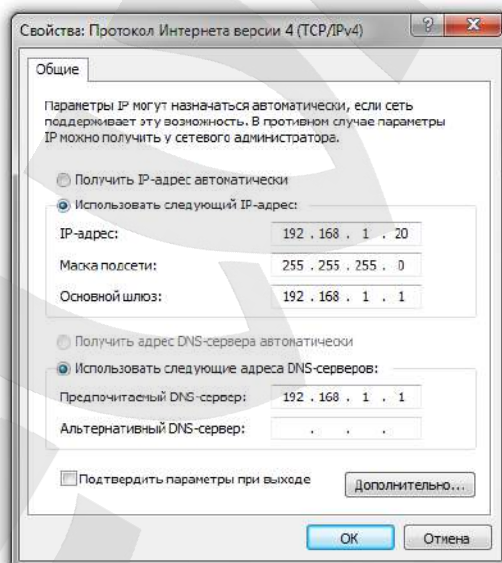 Свойства: Протокол Интернета версии 4 (TCP/IPv4)
Общие
Параметры IP могут назначаться автоматически, если сеть
поддерживает эту возможность. В противном случае параметры
IP можно получить у сетевого администратора.
Получить IP-адрес автоматически
Использовать следующий IP-адрес:
IP-адрес: 192 . 168 . 1 . 20
Маска подсети: 255 . 255 . 255 . 0
Основной шлюз: 192 . 168 . 1 . 1
Получить адрес DNS-сервера автоматически
Использовать следующие адреса DNS-серверов:
Предпочитаемый DNS-сервер: 192 . 168 . 1 . 1
Альтернативный DNS-сервер: . . .
Подтвердить параметры при выходе
Дополнительно...
ОК
Отмена